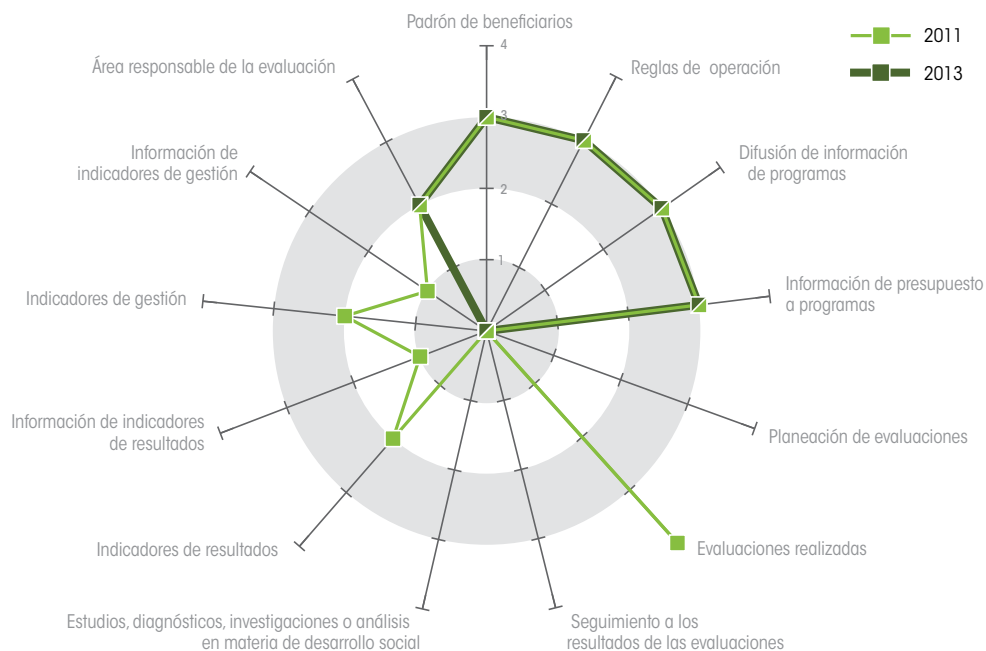 Padrón de beneficiarios
4
3
2
1
2011
2013
Reglas de operación
Difusión de información
de programas
Información de presupuesto
a programas
Planeación de evaluaciones
Evaluaciones realizadas
Seguimiento a los
resultados de las evaluaciones
Estudios, diagnósticos, investigaciones o análisis
en materia de desarrollo social
Indicadores de resultados
Información de indicadores
de resultados
Indicadores de gestión
Información de
indicadores de gestión
Área responsable de la evaluación